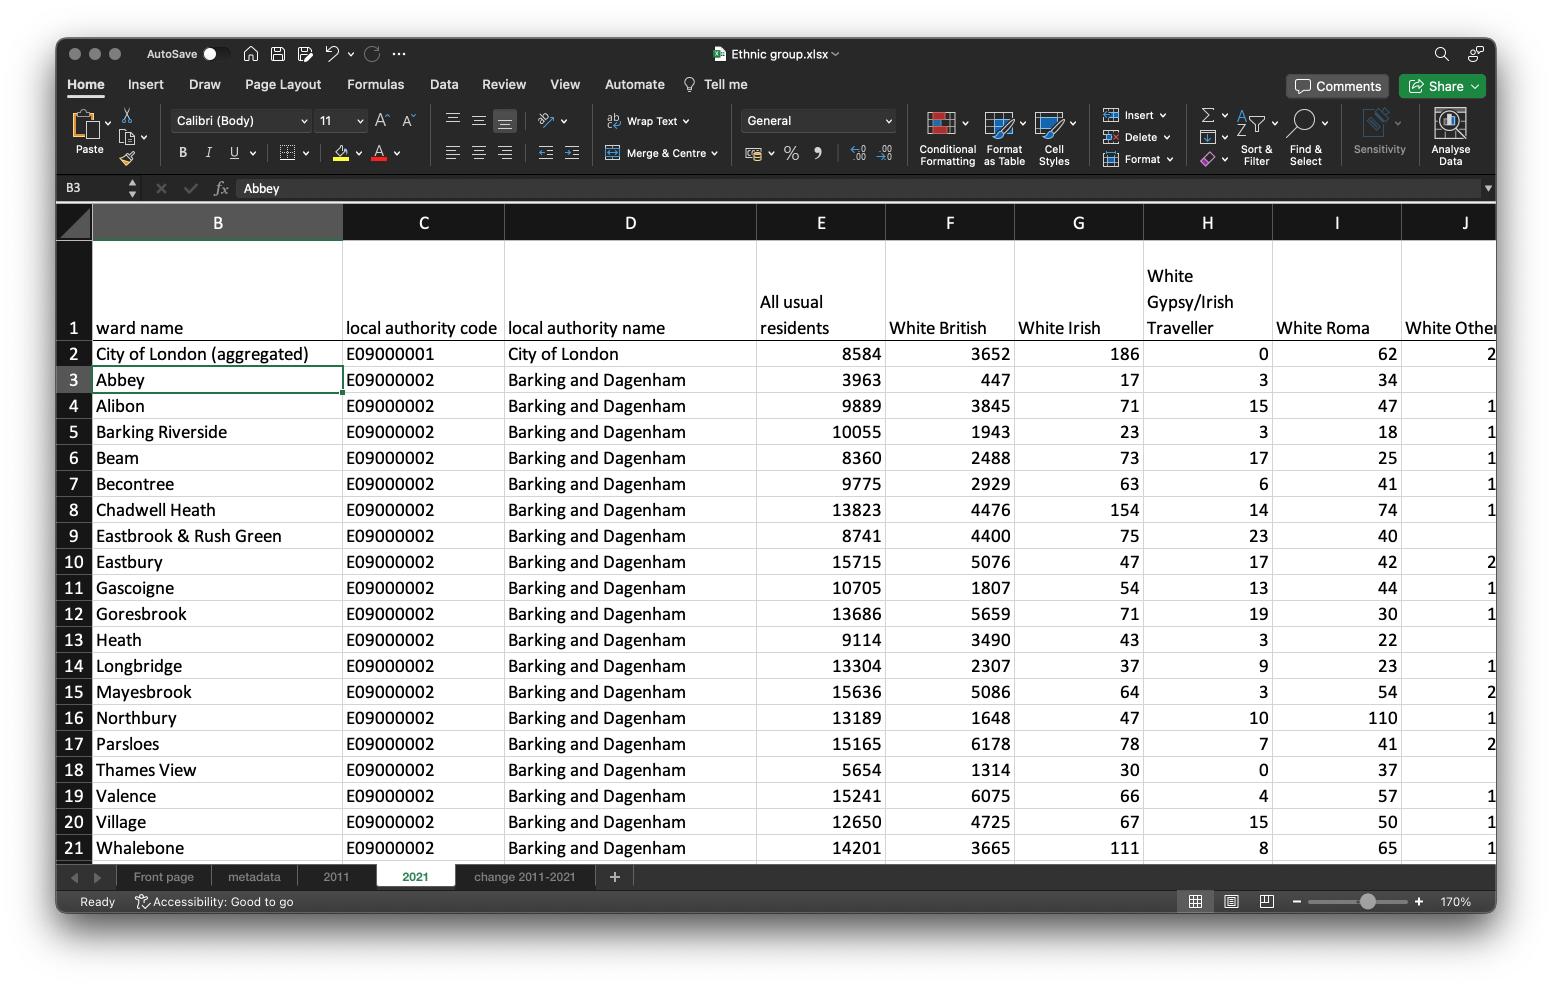 AutoSave
Ethnic group.xlsx
Home Insert Draw Page Layout Formulas Data Review View Automate Tell me
Comments Share
Paste
Calibri (Body) 11
B I U
ab Wrap Text
Merge & Centre
General
Conditional Formatting
Format as Table
Cell Styles
Insert
Delete
Format
Sort & Filter
Find & Select
Sensitivity
Analyse Data
B3 fx Abbey
B C D E F G H I J
1 ward name local authority code local authority name All usual residents White British White Irish White Gypsy/Irish Traveller White Roma White Other
2 City of London (aggregated) E09000001 City of London 8584 3652 186 0 62 2
3 Abbey E09000002 Barking and Dagenham 3963 447 17 3 34
4 Alibon E09000002 Barking and Dagenham 9889 3845 71 15 47 1
5 Barking Riverside E09000002 Barking and Dagenham 10055 1943 23 3 18 1
6 Beam E09000002 Barking and Dagenham 8360 2488 73 17 25 1
7 Becontree E09000002 Barking and Dagenham 9775 2929 63 6 41 1
8 Chadwell Heath E09000002 Barking and Dagenham 13823 4476 154 14 74 1
9 Eastbrook & Rush Green E09000002 Barking and Dagenham 8741 4400 75 23 40
10 Eastbury E09000002 Barking and Dagenham 15715 5076 47 17 42 2
11 Gascoigne E09000002 Barking and Dagenham 10705 1807 54 13 44 1
12 Goresbrook E09000002 Barking and Dagenham 13686 5659 71 19 30 1
13 Heath E09000002 Barking and Dagenham 9114 3490 43 3 22
14 Longbridge E09000002 Barking and Dagenham 13304 2307 37 9 23 1
15 Mayesbrook E09000002 Barking and Dagenham 15636 5086 64 3 54 2
16 Northbury E09000002 Barking and Dagenham 13189 1648 47 10 110 1
17 Parsloes E09000002 Barking and Dagenham 15165 6178 78 7 41 2
18 Thames View E09000002 Barking and Dagenham 5654 1314 30 0 37
19 Valence E09000002 Barking and Dagenham 15241 6075 66 4 57 1
20 Village E09000002 Barking and Dagenham 12650 4725 67 15 50 1
21 Whalebone E09000002 Barking and Dagenham 14201 3665 111 8 65 1
Front page metadata 2011 2021 change 2011-2021 +
Ready Accessibility: Good to go 170%